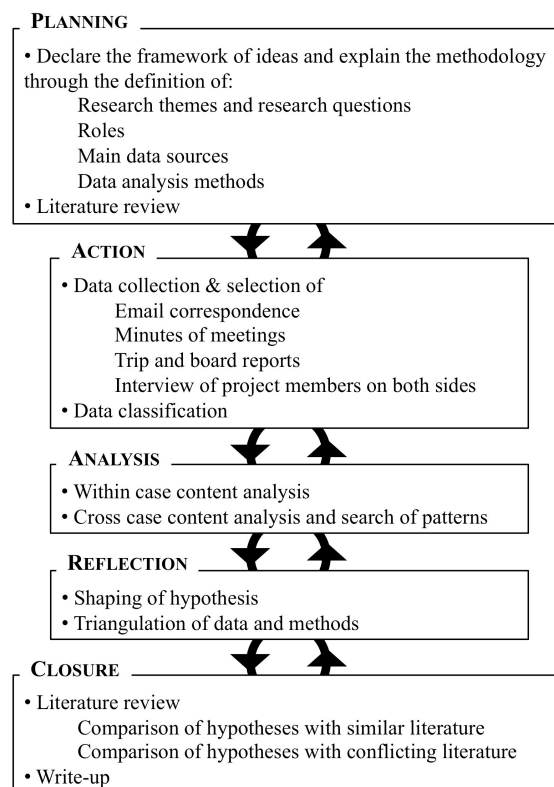 PLANNING
• Declare the framework of ideas and explain the methodology
through the definition of:
Research themes and research questions
Roles
Main data sources
Data analysis methods
• Literature review
ACTION
• Data collection & selection of
Email correspondence
Minutes of meetings
Trip and board reports
Interview of project members on both sides
• Data classification
ANALYSIS
• Within case content analysis
• Cross case content analysis and search of patterns
REFLECTION
• Shaping of hypothesis
• Triangulation of data and methods
CLOSURE
• Literature review
Comparison of hypotheses with similar literature
Comparison of hypotheses with conflicting literature
• Write-up